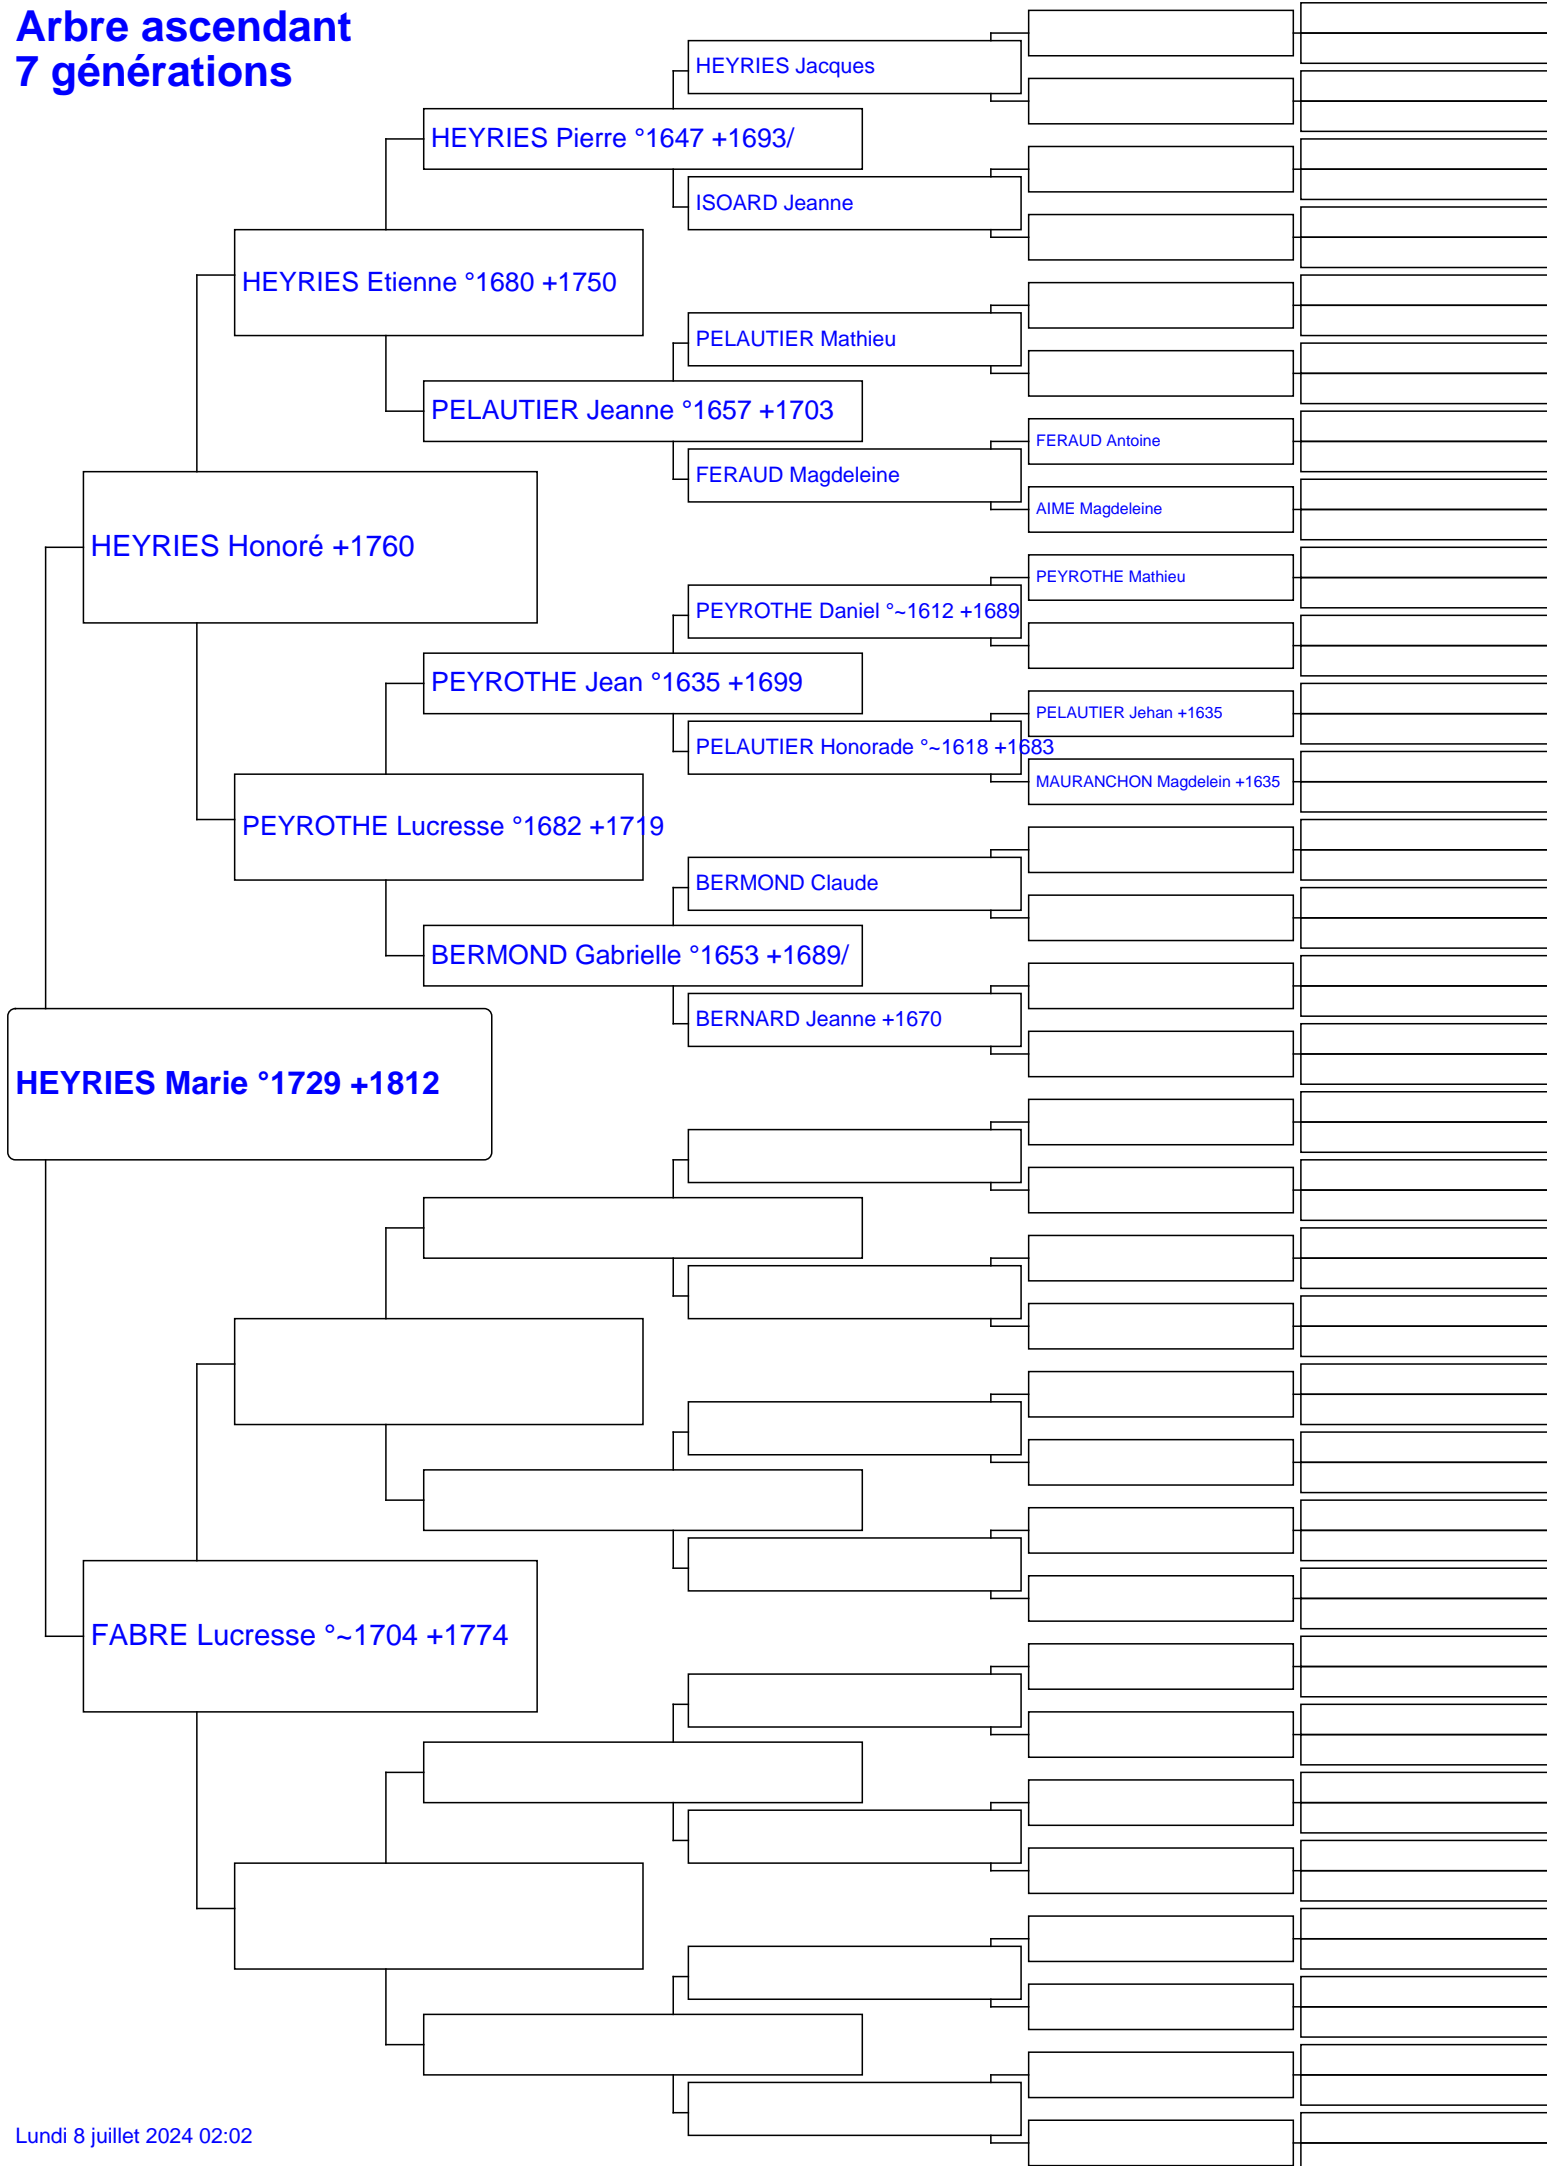 Arbre ascendant
7 générations
HEYRIES Jacques
HEYRIES Pierre °1647 +1693/
ISOARD Jeanne
HEYRIES Etienne °1680 +1750
PELAUTIER Mathieu
PELAUTIER Jeanne °1657 +1703
FERAUD Antoine
FERAUD Magdeleine
AIME Magdeleine
HEYRIES Honoré +1760
PEYROTHE Mathieu
PEYROTHE Daniel °~1612 +1689
PEYROTHE Jean °1635 +1699
PELAUTIER Jehan +1635
PELAUTIER Honorade °~1618 +1683
MAURANCHON Magdelein +1635
PEYROTHE Lucresse °1682 +1719
BERMOND Claude
BERMOND Gabrielle °1653 +1689/
BERNARD Jeanne +1670
HEYRIES Marie °1729 +1812
FABRE Lucresse °~1704 +1774
Lundi 8 juillet 2024 02:02